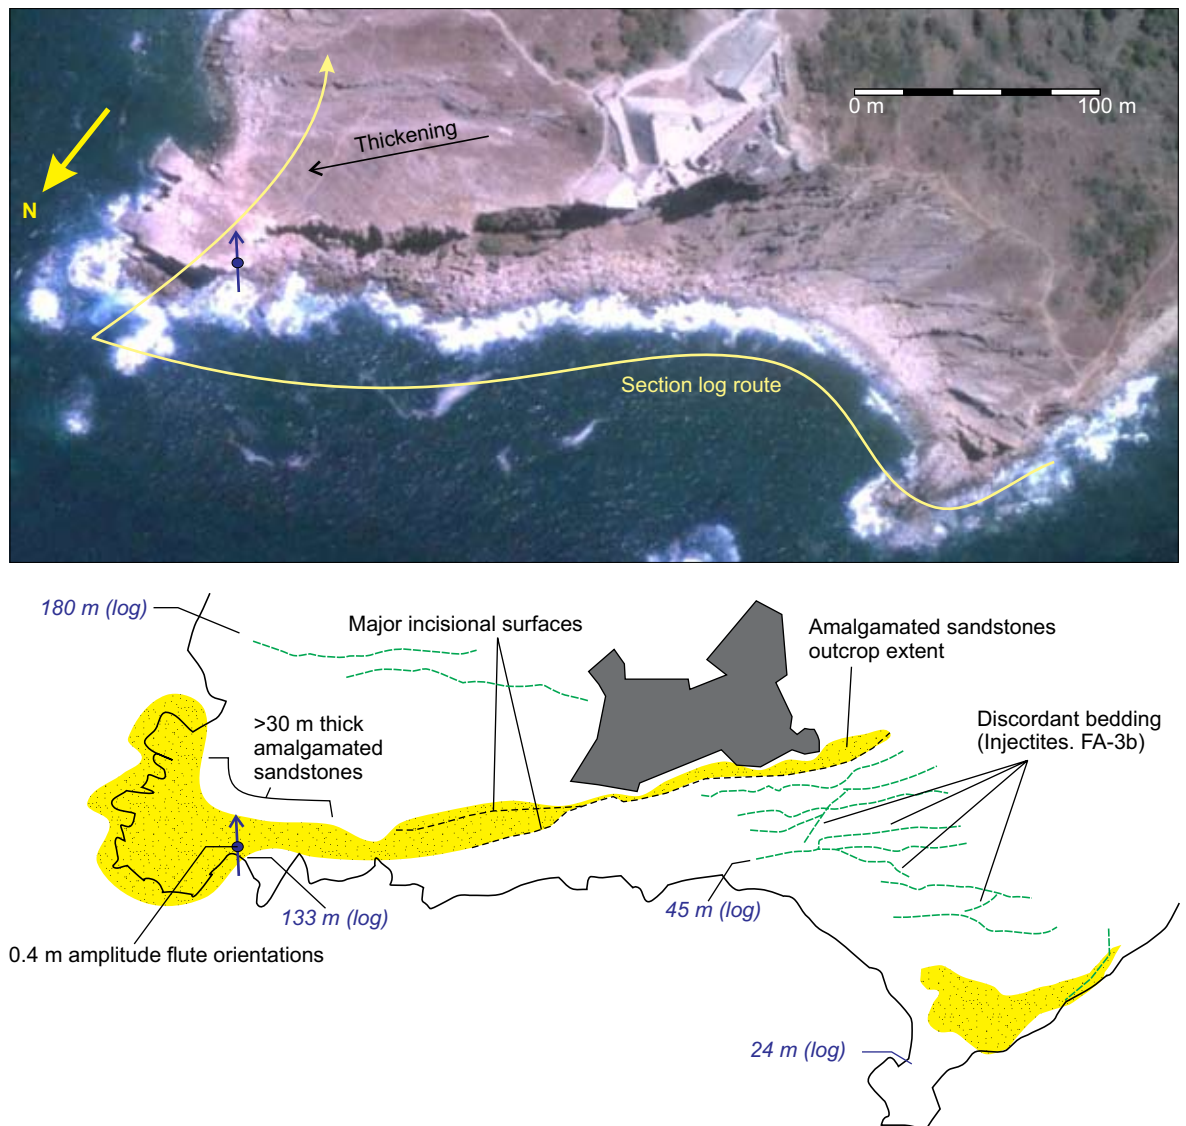 0 m
100 m
Thickening
N
Section log route
180 m (log)
Major incisional surfaces
Amalgamated sandstones
outcrop extent
>30 m thick
amalgamated
sandstones
Discordant bedding
(Injectites. FA-3b)
133 m (log)
45 m (log)
0.4 m amplitude flute orientations
24 m (log)